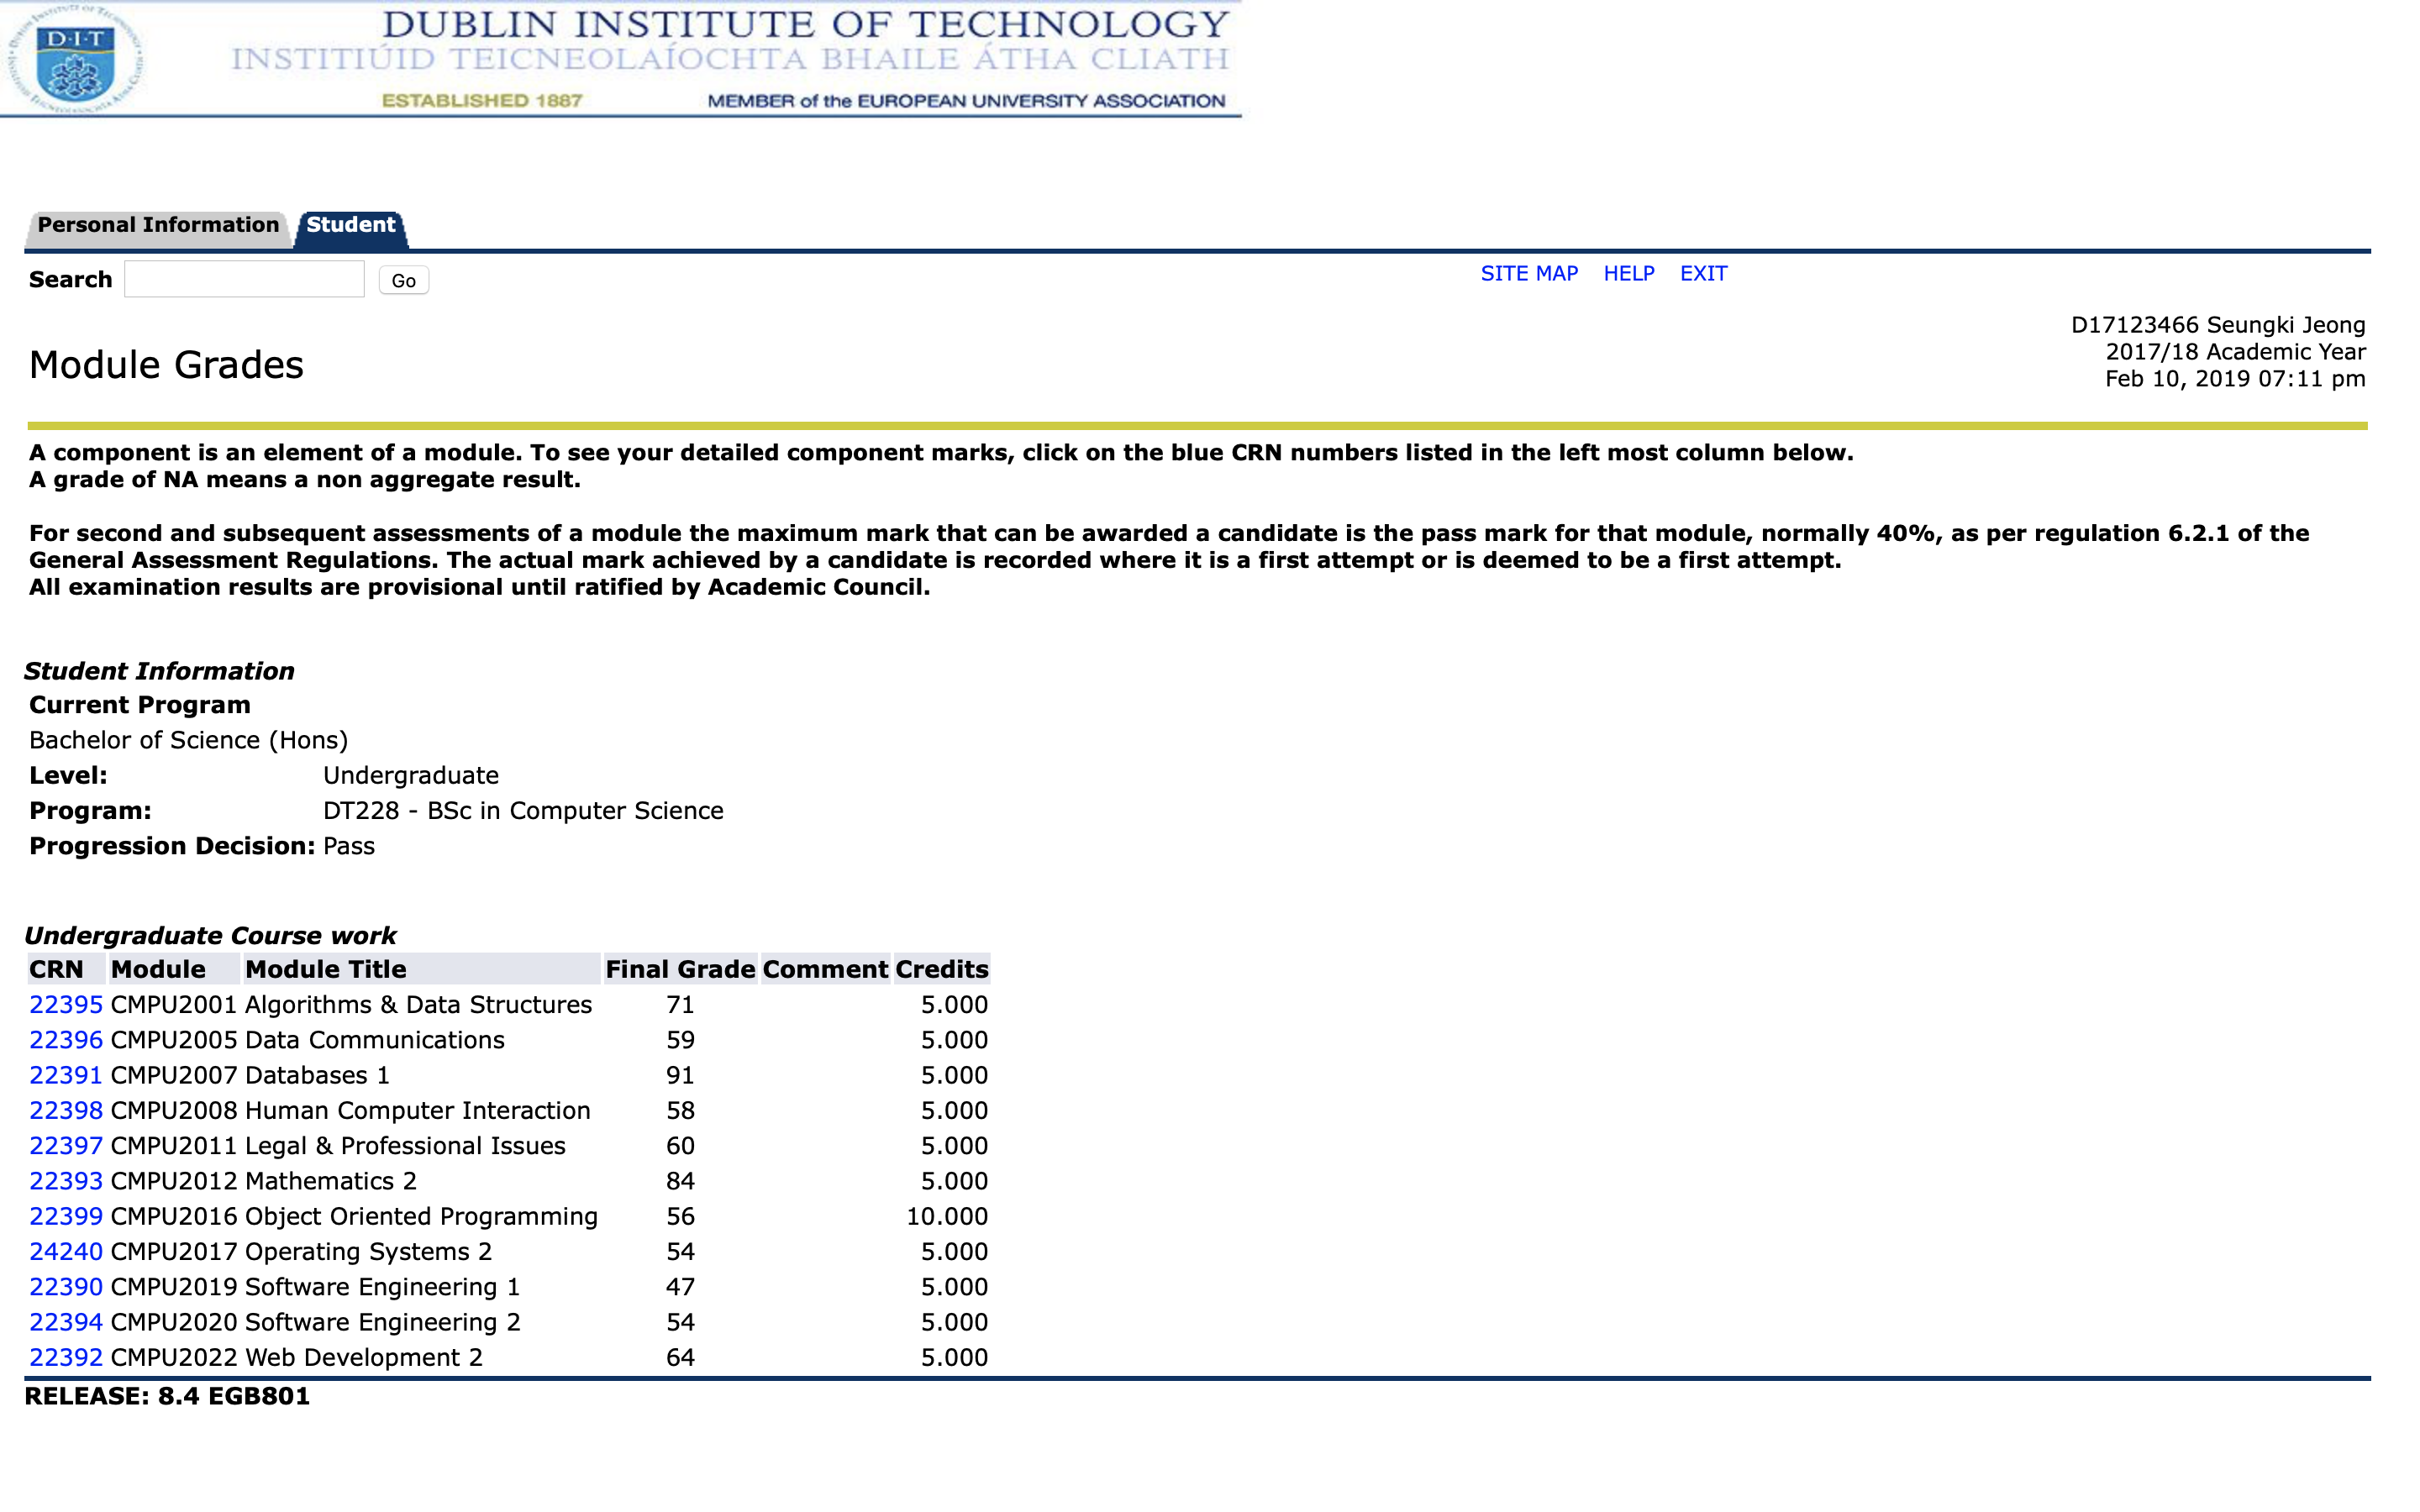 D·I·T
DUBLIN INSTITUTE OF TECHNOLOGY
INSTITIÚID TEICNEOLAÍOCHTA BHAILE ÁTHA CLIATH
ESTABLISHED 1887 MEMBER of the EUROPEAN UNIVERSITY ASSOCIATION
Personal Information Student
Search Go SITE MAP HELP EXIT
D17123466 Seungki Jeong
2017/18 Academic Year
Feb 10, 2019 07:11 pm
Module Grades
A component is an element of a module. To see your detailed component marks, click on the blue CRN numbers listed in the left most column below.
A grade of NA means a non aggregate result.
For second and subsequent assessments of a module the maximum mark that can be awarded a candidate is the pass mark for that module, normally 40%, as per regulation 6.2.1 of the
General Assessment Regulations. The actual mark achieved by a candidate is recorded where it is a first attempt or is deemed to be a first attempt.
All examination results are provisional until ratified by Academic Council.
Student Information
Current Program
Bachelor of Science (Hons)
Level: Undergraduate
Program: DT228 - BSc in Computer Science
Progression Decision: Pass
Undergraduate Course work
CRN Module Module Title Final Grade Comment Credits
22395 CMPU2001 Algorithms & Data Structures 71 5.000
22396 CMPU2005 Data Communications 59 5.000
22391 CMPU2007 Databases 1 91 5.000
22398 CMPU2008 Human Computer Interaction 58 5.000
22397 CMPU2011 Legal & Professional Issues 60 5.000
22393 CMPU2012 Mathematics 2 84 5.000
22399 CMPU2016 Object Oriented Programming 56 10.000
24240 CMPU2017 Operating Systems 2 54 5.000
22390 CMPU2019 Software Engineering 1 47 5.000
22394 CMPU2020 Software Engineering 2 54 5.000
22392 CMPU2022 Web Development 2 64 5.000
RELEASE: 8.4 EGB801